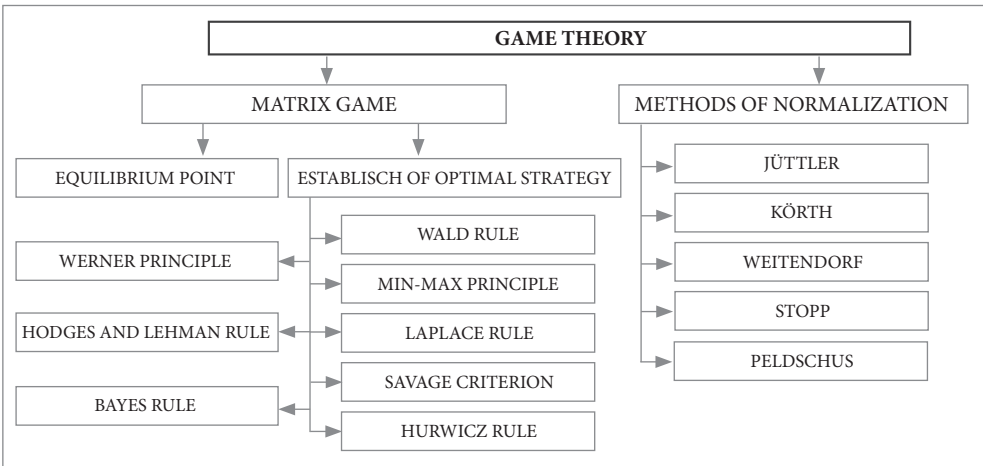 GAME THEORY
MATRIX GAME
METHODS OF NORMALIZATION
EQUILIBRIUM POINT
ESTABLISCH OF OPTIMAL STRATEGY
WERNER PRINCIPLE
HODGES AND LEHMAN RULE
BAYES RULE
WALD RULE
MIN-MAX PRINCIPLE
LAPLACE RULE
SAVAGE CRITERION
HURWICZ RULE
JÜTTLER
KÖRTH
WEITENDORF
STOPP
PELDSCHUS